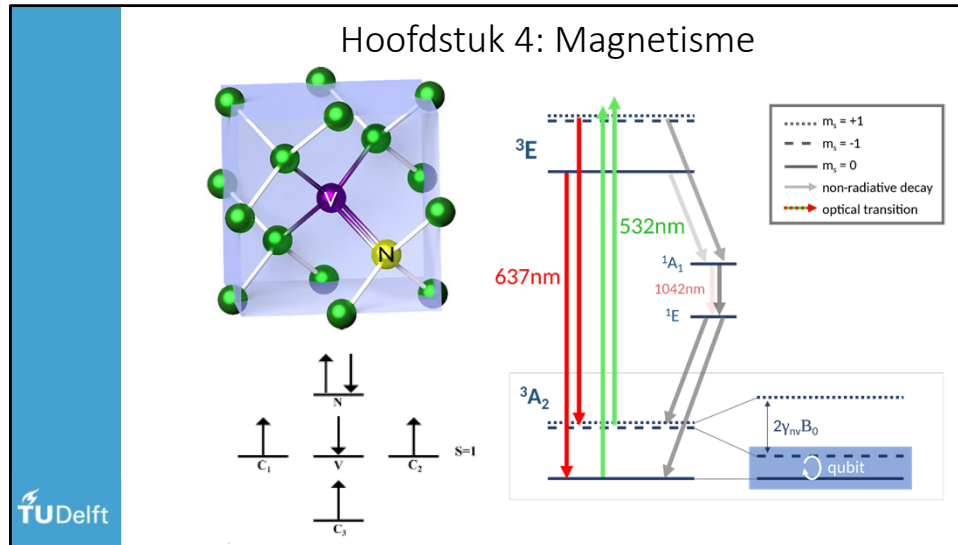 Hoofdstuk 4: Magnetisme
V
N
N
C₁
V
C₂
S=1
C₃
³E
637nm
532nm
¹A₁
1042nm
¹E
³A₂
2γnvB₀
qubit
mₛ = +1
mₛ = -1
mₛ = 0
non-radiative decay
optical transition
TUDelft